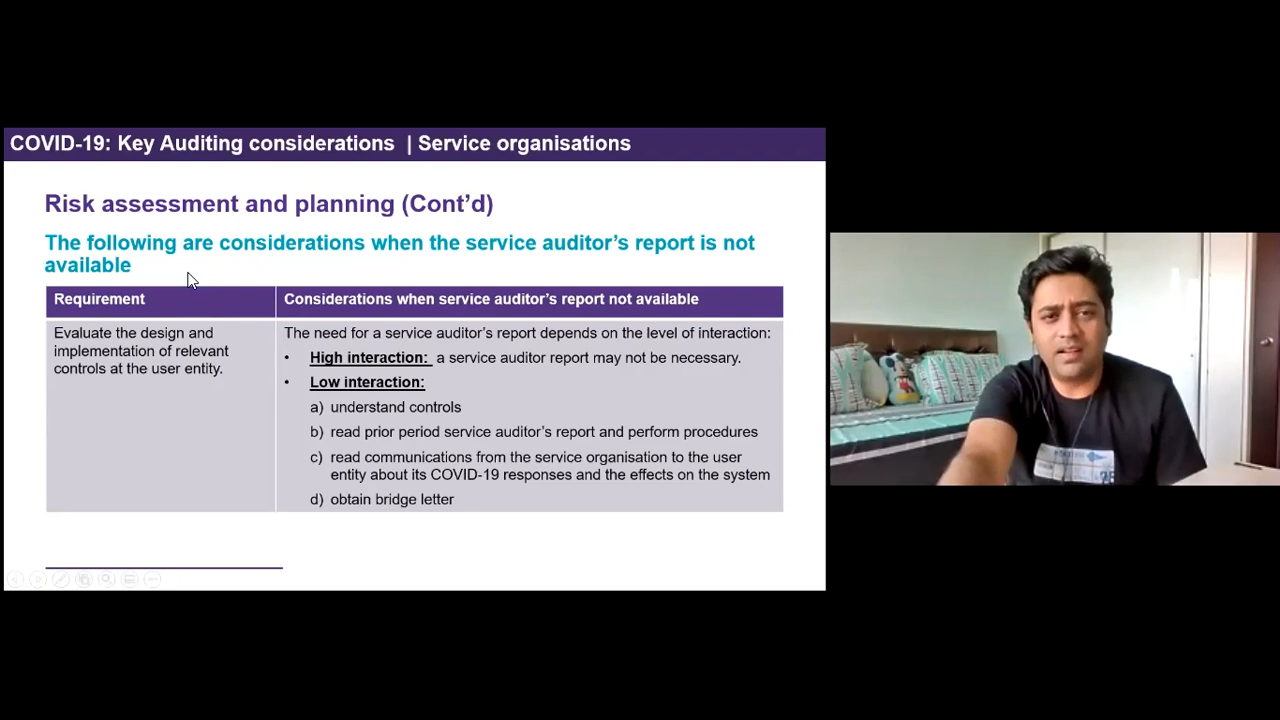 COVID-19: Key Auditing considerations | Service organisations
Risk assessment and planning (Cont’d)
The following are considerations when the service auditor’s report is not
available
Requirement
Considerations when service auditor’s report not available
Evaluate the design and
implementation of relevant
controls at the user entity.
The need for a service auditor’s report depends on the level of interaction:
• High interaction: a service auditor report may not be necessary.
• Low interaction:
a) understand controls
b) read prior period service auditor’s report and perform procedures
c) read communications from the service organisation to the user
entity about its COVID-19 responses and the effects on the system
d) obtain bridge letter